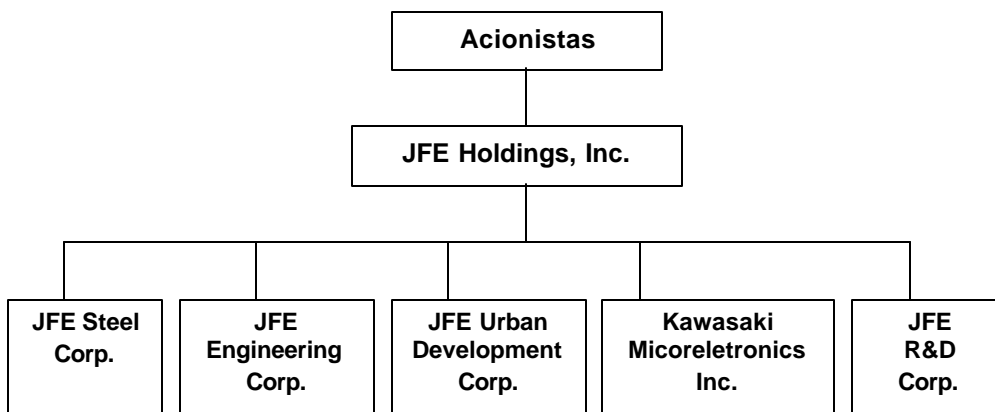 Acionistas
JFE Holdings, Inc.
JFE Steel
Corp.
JFE
Engineering
Corp.
JFE Urban
Development
Corp.
Kawasaki
Micoreletronics
Inc.
JFE
R&D
Corp.